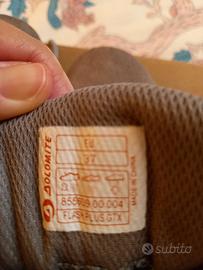 DOLOMITE
EU
37
MADE IN
CHINA
FLASH PLUS GTX
subito